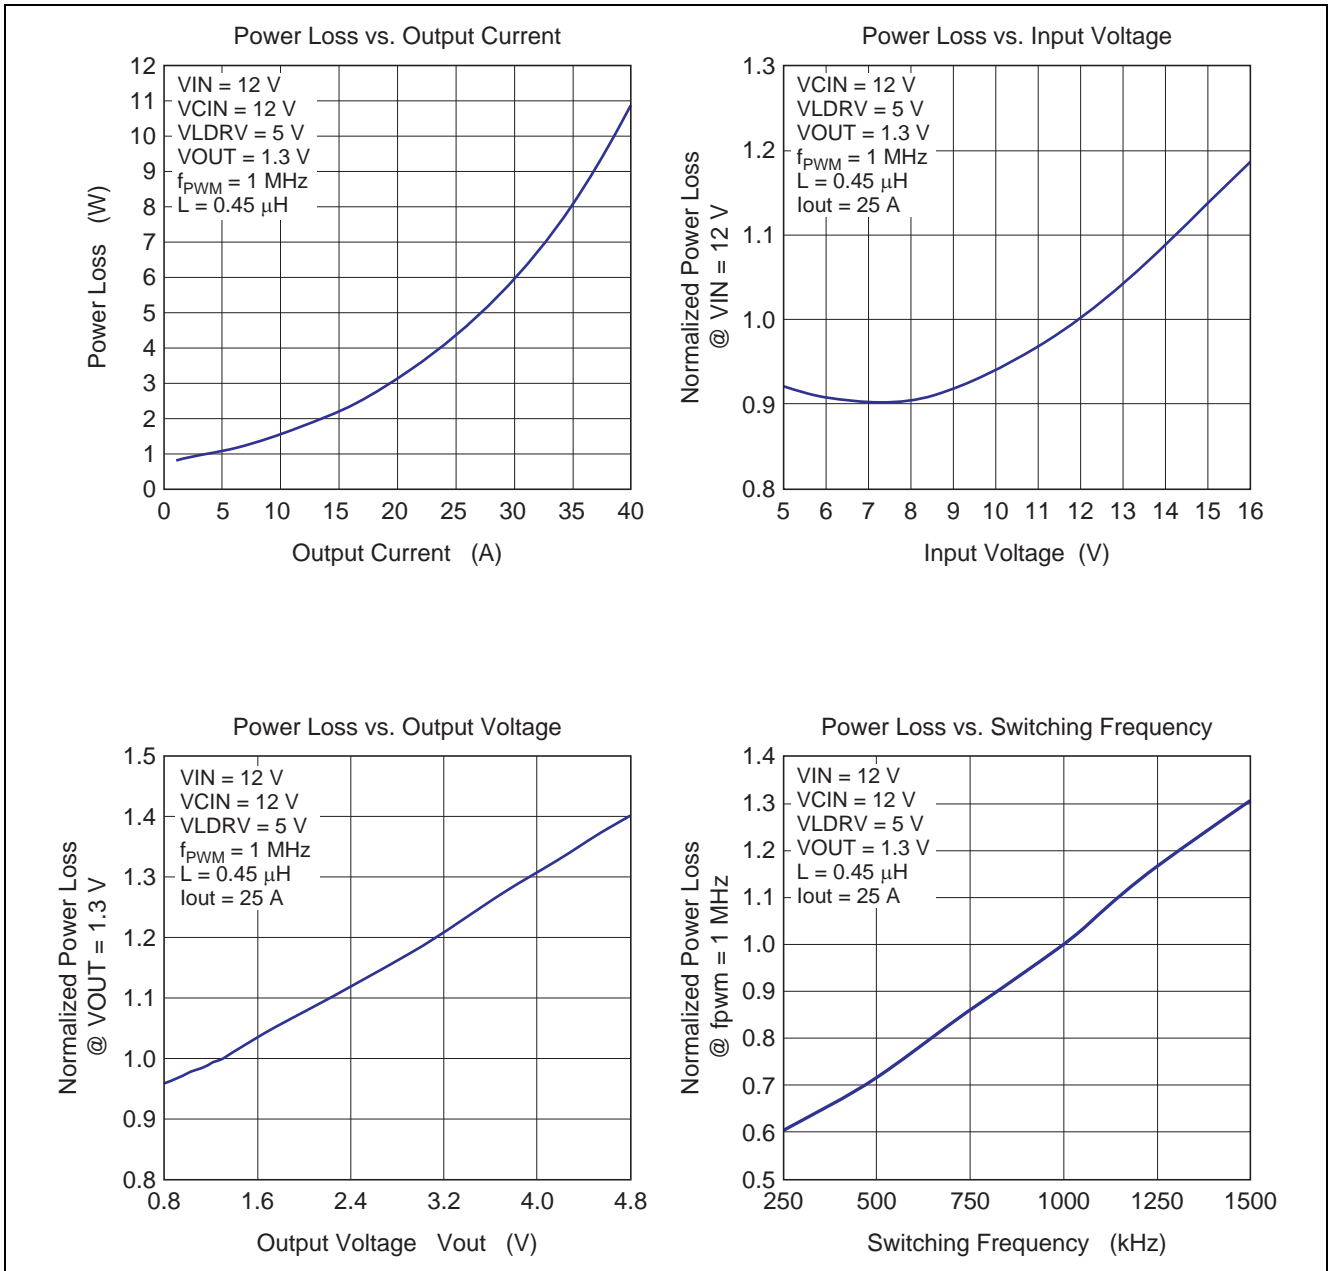 Power Loss vs. Output Current
12
11
10
9
8
7
6
5
4
3
2
1
0
VIN = 12 V
VCIN = 12 V
VLDRV = 5 V
VOUT = 1.3 V
fPWM = 1 MHz
L = 0.45 μH
Power Loss (W)
0 5 10 15 20 25 30 35 40
Output Current (A)
Power Loss vs. Input Voltage
1.3
1.2
1.1
1.0
0.9
0.8
VCIN = 12 V
VLDRV = 5 V
VOUT = 1.3 V
fPWM = 1 MHz
L = 0.45 μH
Iout = 25 A
Normalized Power Loss
@ VIN = 12 V
5 6 7 8 9 10 11 12 13 14 15 16
Input Voltage (V)
Power Loss vs. Output Voltage
1.5
1.4
1.3
1.2
1.1
1.0
0.9
0.8
VIN = 12 V
VCIN = 12 V
VLDRV = 5 V
fPWM = 1 MHz
L = 0.45 μH
Iout = 25 A
Normalized Power Loss
@ VOUT = 1.3 V
0.8 1.6 2.4 3.2 4.0 4.8
Output Voltage Vout (V)
Power Loss vs. Switching Frequency
1.4
1.3
1.2
1.1
1.0
0.9
0.8
0.7
0.6
0.5
VIN = 12 V
VCIN = 12 V
VLDRV = 5 V
VOUT = 1.3 V
L = 0.45 μH
Iout = 25 A
Normalized Power Loss
@ fpwm = 1 MHz
250 500 750 1000 1250 1500
Switching Frequency (kHz)